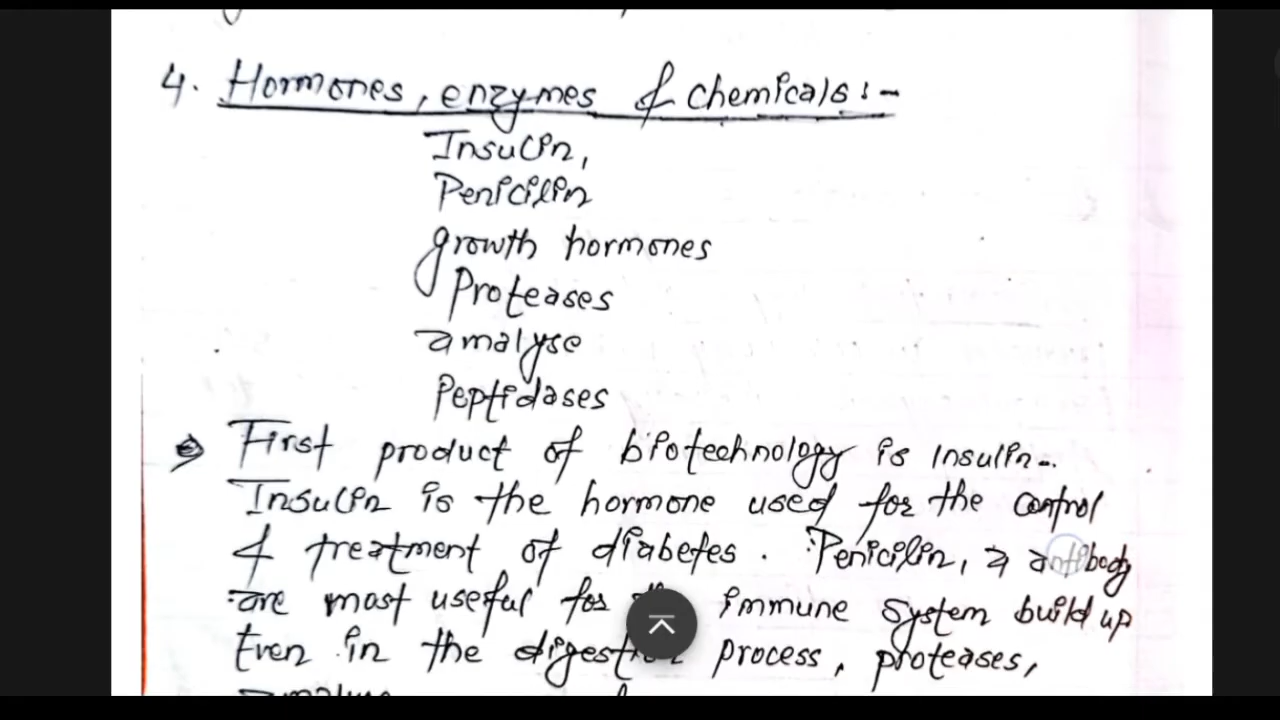 4. Hormones, enzymes & chemicals :-
Insulin,
Penicilin
growth hormones
Proteases
amalyse
Peptidases
⇒ First product of biotechnology is insulin-.
Insulin is the hormone used for the control
& treatment of diabetes. Penicilin, a antibody
are most useful for immune system build up
Even in the process, proteases,